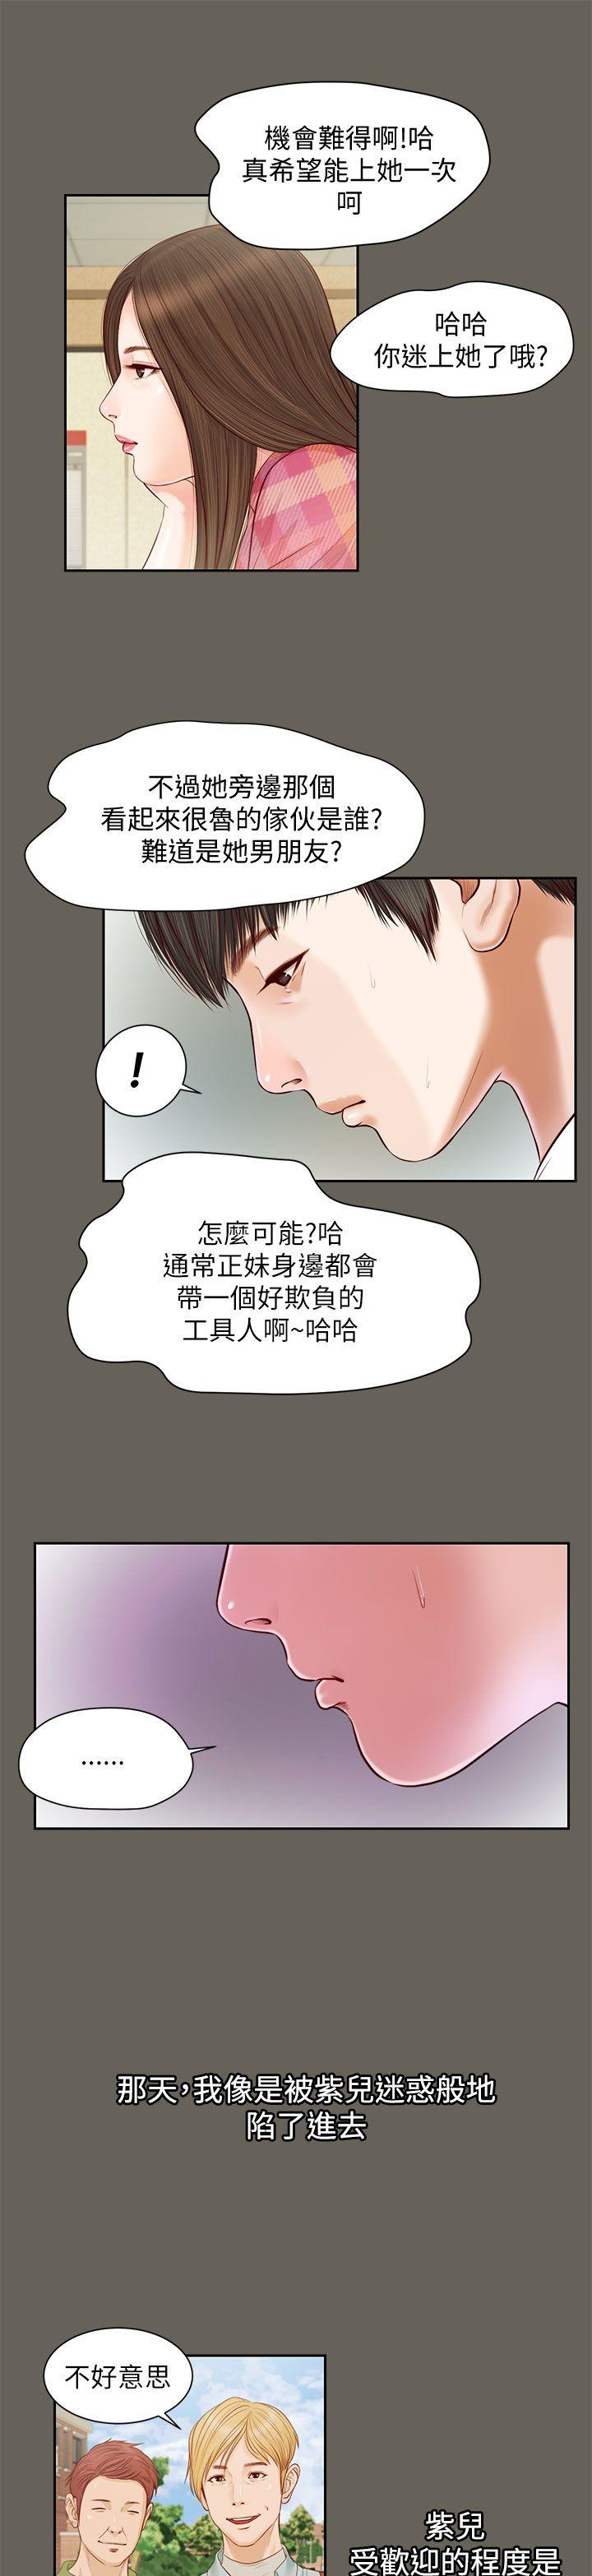 機會難得啊!哈
真希望能上她一次
呵
哈哈
你迷上她了哦?
不過她旁邊那個
看起來很魯的傢伙是誰?
難道是她男朋友?
!
怎麼可能?哈
通常正妹身邊都會
帶一個好欺負的
工具人啊~哈哈
......
那天,我像是被紫兒迷惑般地
陷了進去
不好意思
紫兒
受歡迎的程度是